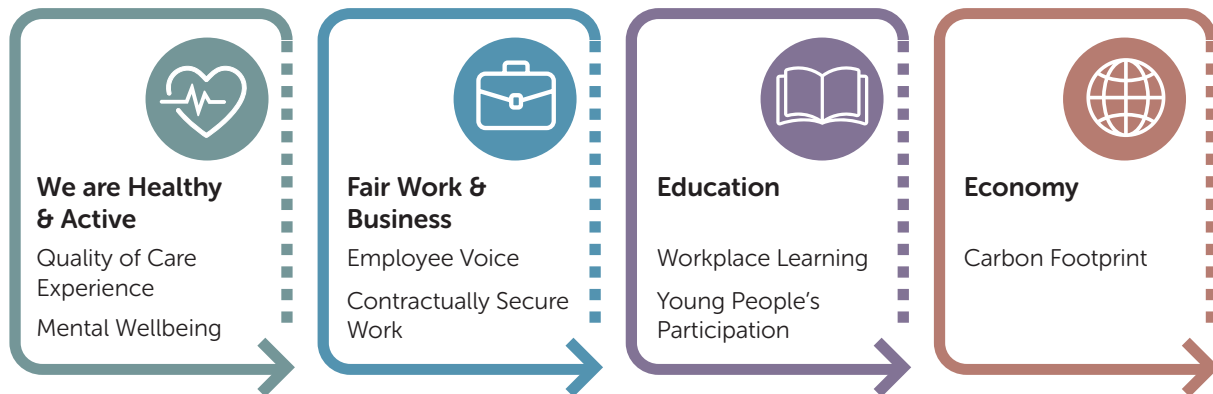 We are Healthy
& Active
Quality of Care
Experience
Mental Wellbeing
Fair Work &
Business
Employee Voice
Contractually Secure
Work
Education
Workplace Learning
Young People’s
Participation
Economy
Carbon Footprint